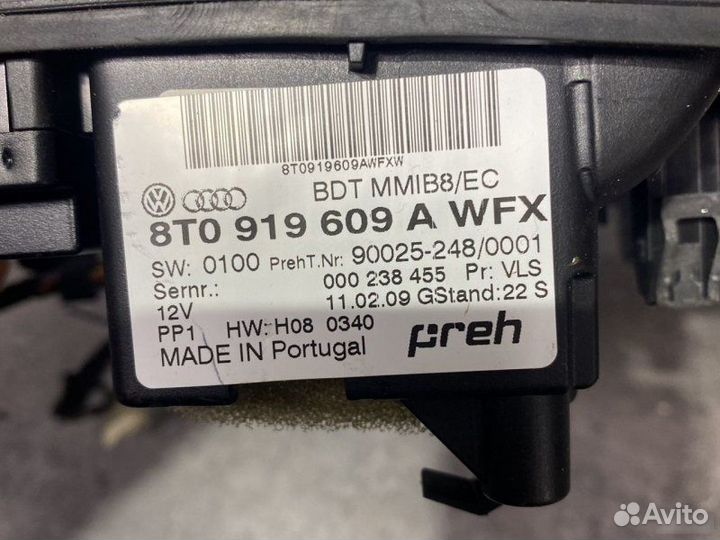 8T0919609AWFXW
BDT MMIB8/EC
8T0 919 609 A WFX
SW: 0100 PrehT.Nr: 90025-248/0001
Sernr.: 000 238 455 Pr: VLS
12V 11.02.09 GStand: 22 S
PP1 HW: H08 0340
MADE IN Portugal preh
Avito